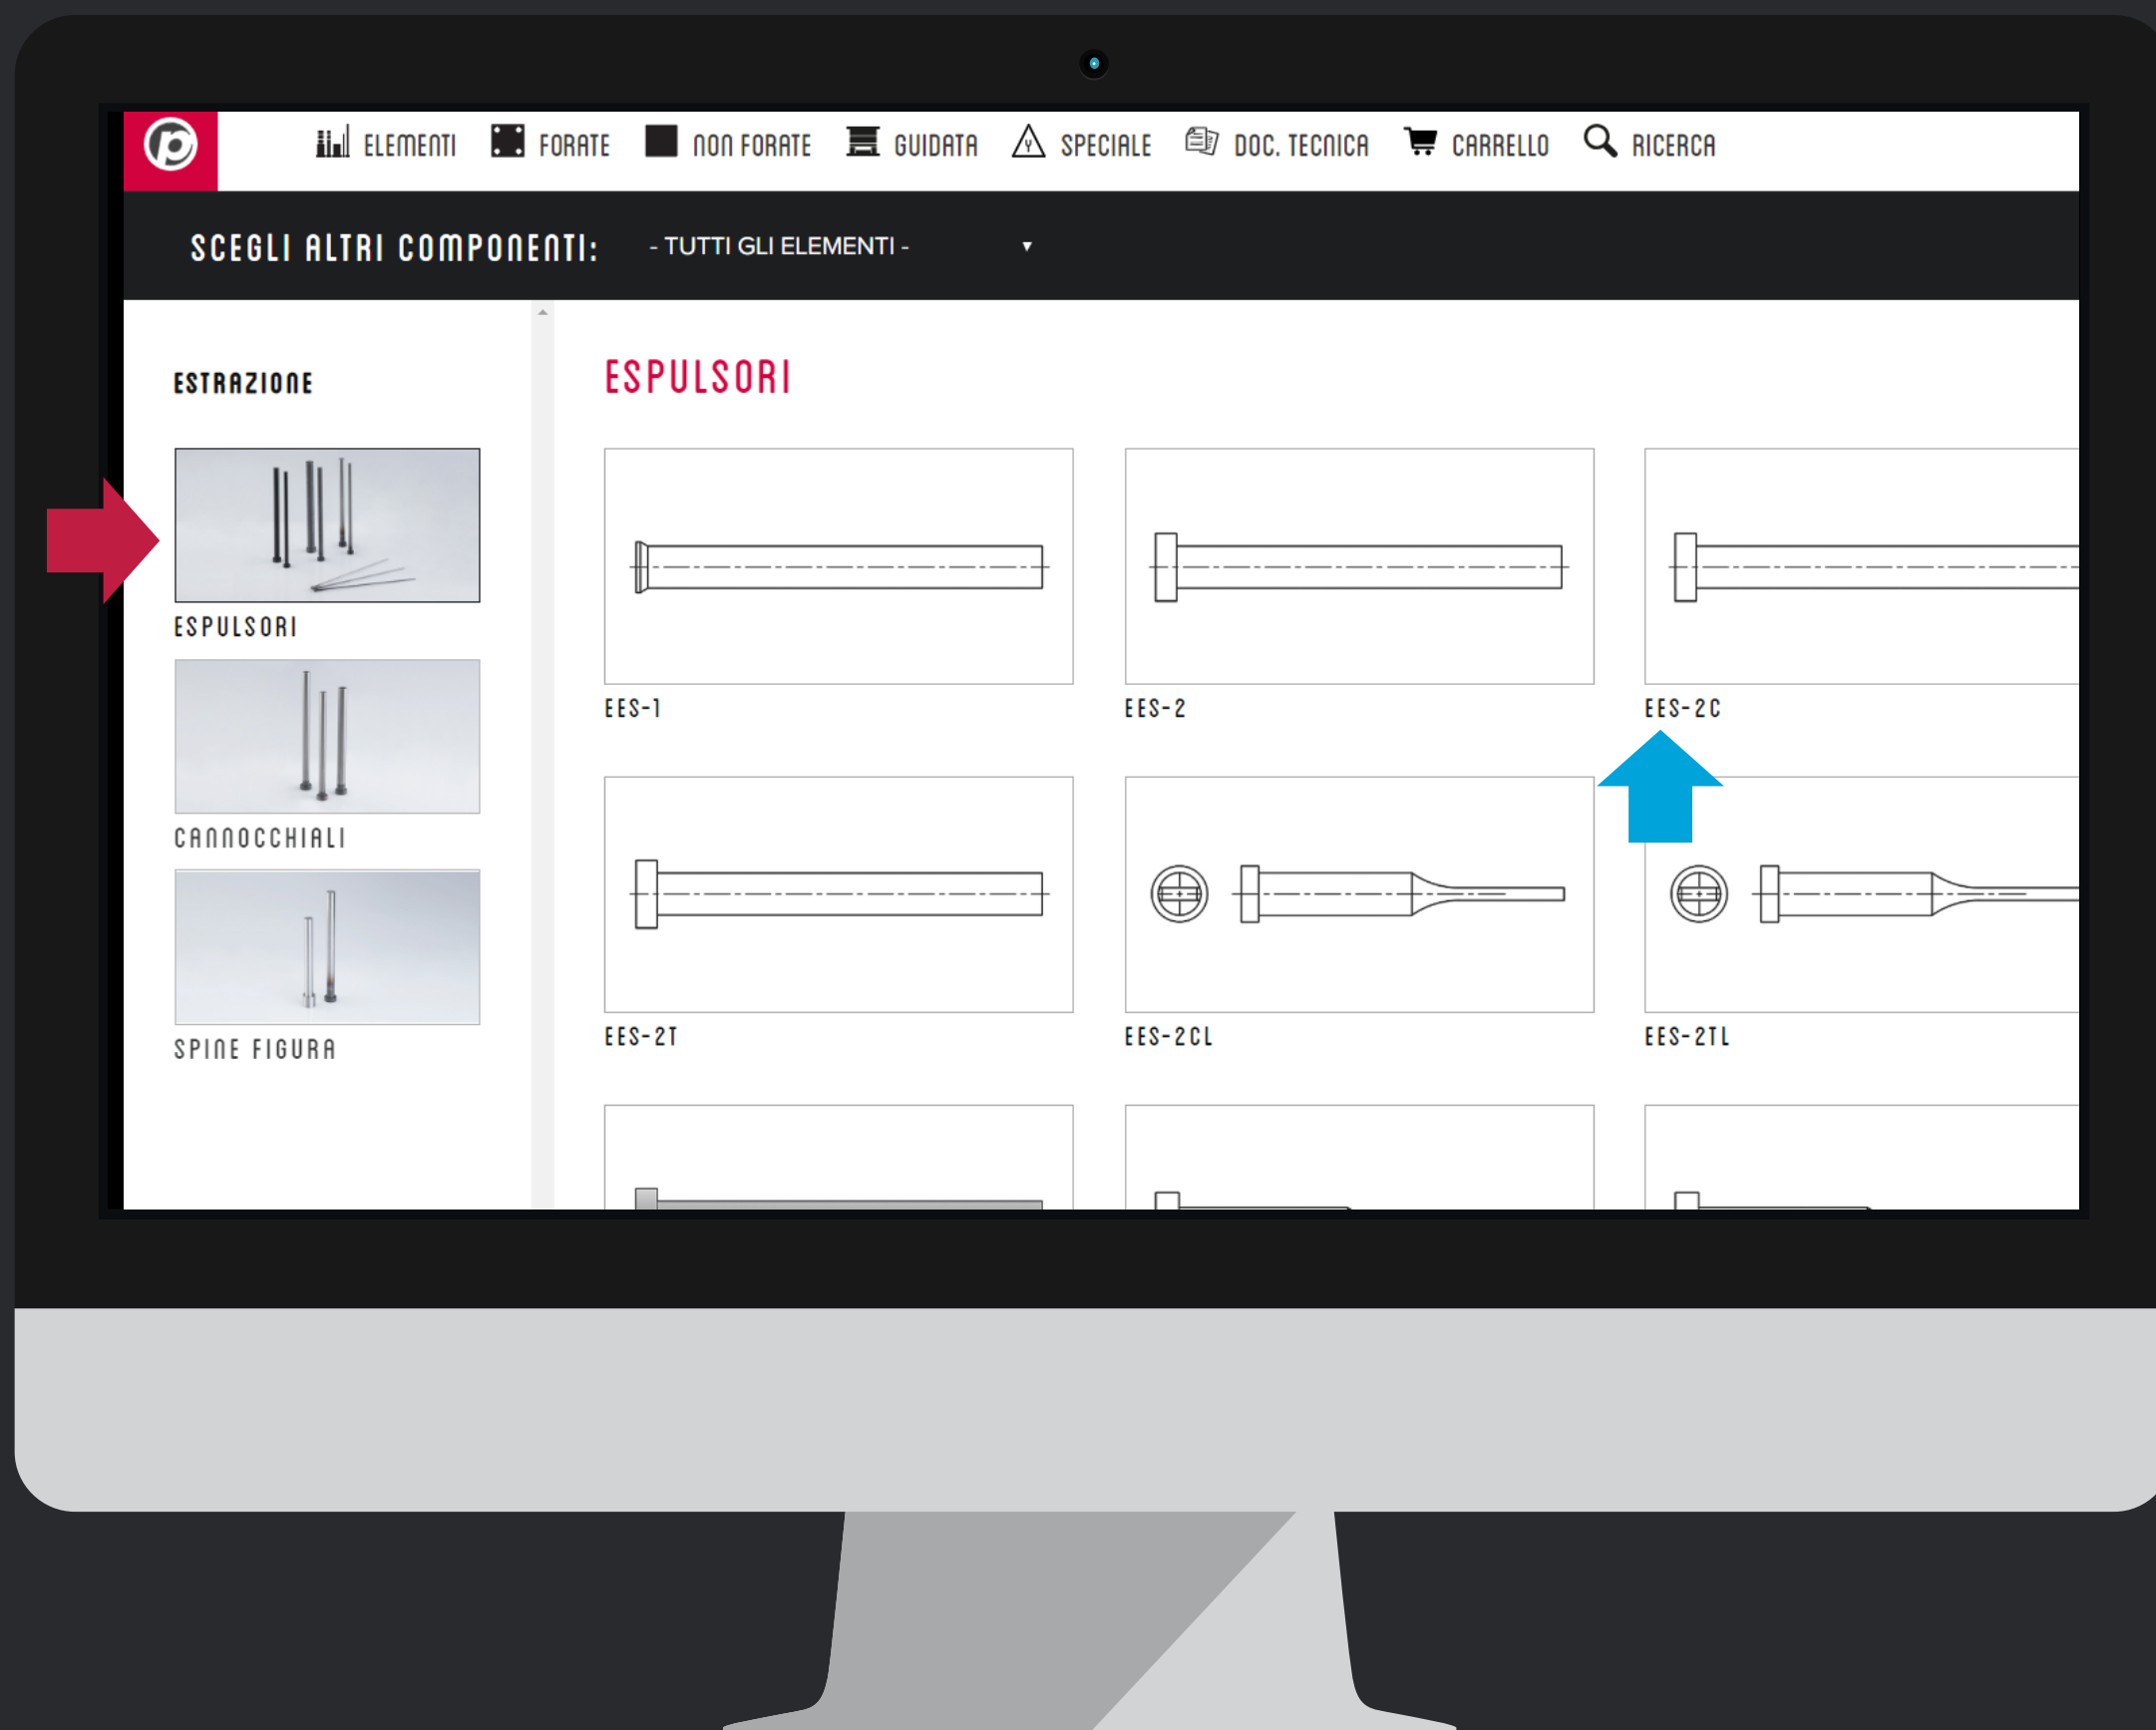 ELEMENTI FORATE NON FORATE GUIDATA SPECIALE DOC. TECNICA CARRELLO RICERCA
SCEGLI ALTRI COMPONENTI: - TUTTI GLI ELEMENTI -
ESTRAZIONE
ESPULSORI
CANNOCCHIALI
SPINE FIGURA
ESPULSORI
EES-1 EES-2 EES-2C
EES-2T EES-2CL EES-2TL